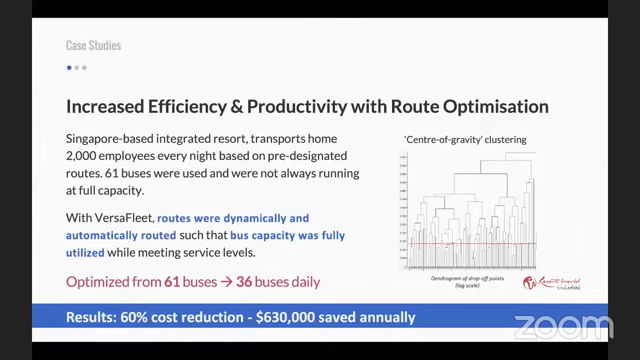 Case Studies
Increased Efficiency & Productivity with Route Optimisation
Singapore-based integrated resort, transports home
2,000 employees every night based on pre-designated
routes. 61 buses were used and were not always running
at full capacity.
With VersaFleet, routes were dynamically and
automatically routed such that bus capacity was fully
utilized while meeting service levels.
Optimized from 61 buses → 36 buses daily
'Centre-of-gravity' clustering
Dendrogram of drop-off points
(log scale)
Resorts World
SINGAPORE
Results: 60% cost reduction - $630,000 saved annually
zoom